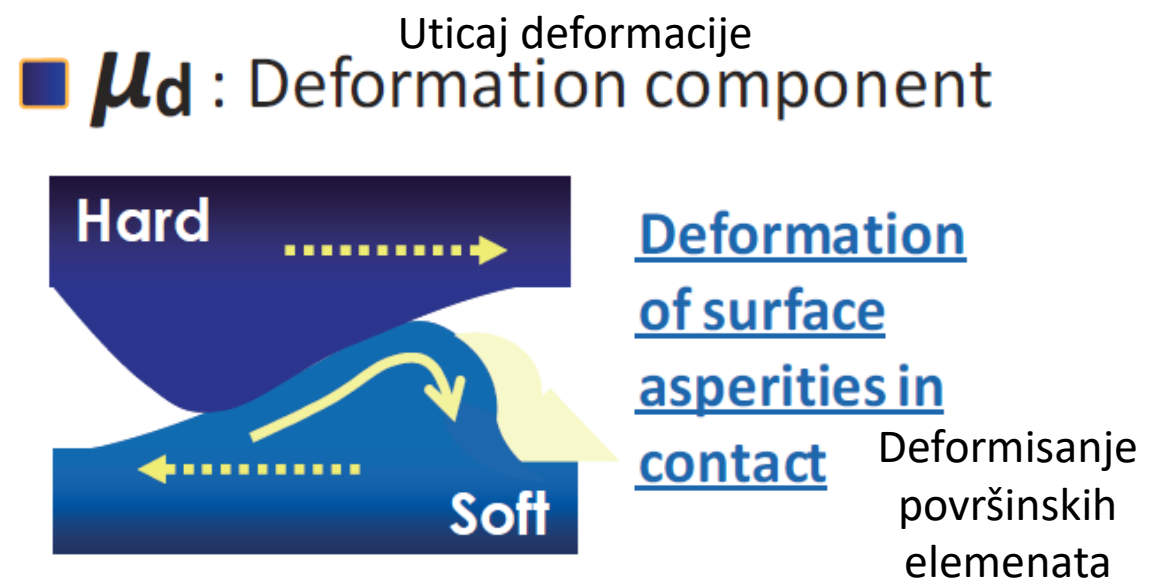 Uticaj deformacije
μd : Deformation component
Hard
Soft
Deformation
of surface
asperities in
contact
Deformisanje
površinskih
elemenata